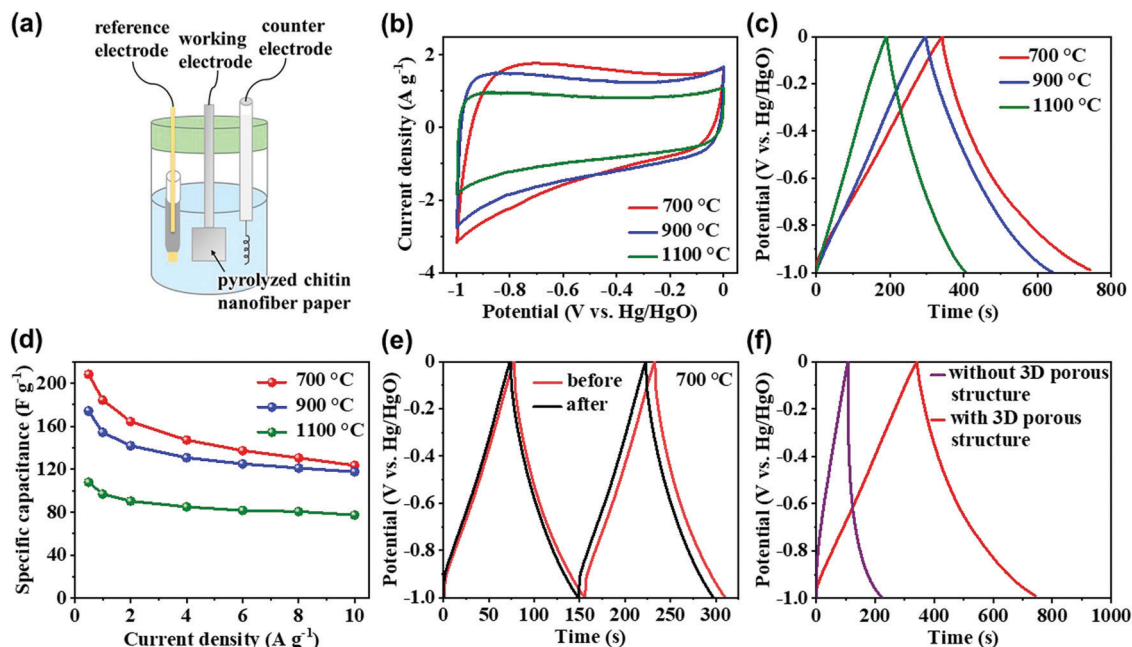 (a)
reference
electrode
working
electrode
counter
electrode
pyrolyzed chitin
nanofiber paper
(b)
Current density (A g⁻¹)
4
2
0
-2
-4
700 °C
900 °C
1100 °C
-1
-0.8
-0.6
-0.4
-0.2
0
Potential (V vs. Hg/HgO)
(c)
Potential (V vs. Hg/HgO)
0
-0.2
-0.4
-0.6
-0.8
-1.0
700 °C
900 °C
1100 °C
0
200
400
600
800
Time (s)
(d)
Specific capacitance (F g⁻¹)
200
160
120
80
40
0
700 °C
900 °C
1100 °C
0
2
4
6
8
10
Current density (A g⁻¹)
(e)
Potential (V vs. Hg/HgO)
0
-0.2
-0.4
-0.6
-0.8
-1.0
before
after
700 °C
0
50
100
150
200
250
300
Time (s)
(f)
Potential (V vs. Hg/HgO)
0
-0.2
-0.4
-0.6
-0.8
-1.0
without 3D porous
structure
with 3D porous
structure
0
200
400
600
800
1000
Time (s)